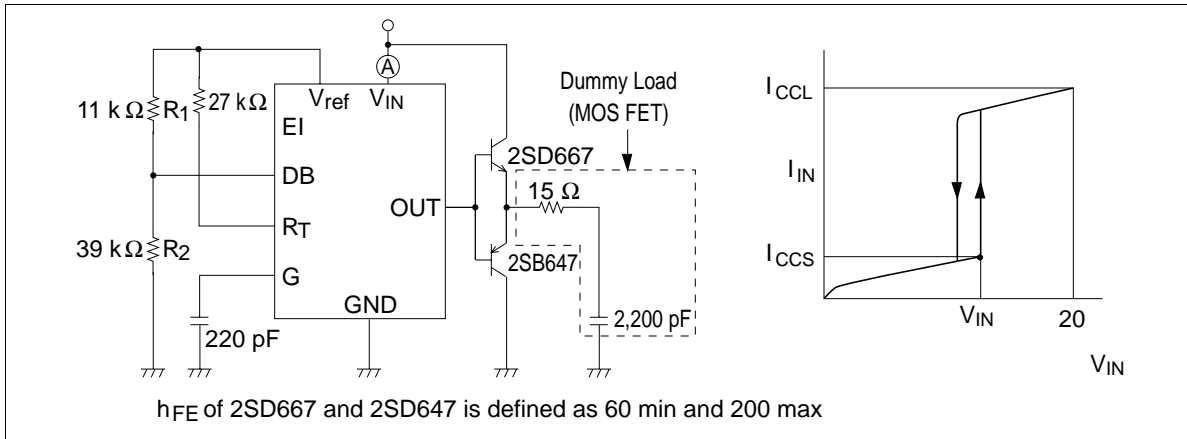 11 kΩ
R1
27 kΩ
Vref
VIN
A
EI
DB
RT
G
GND
OUT
39 kΩ
R2
220 pF
2SD667
2SB647
15 Ω
Dummy Load
(MOS FET)
2,200 pF
ICCL
IIN
ICCS
VIN
20
VIN
hFE of 2SD667 and 2SD647 is defined as 60 min and 200 max